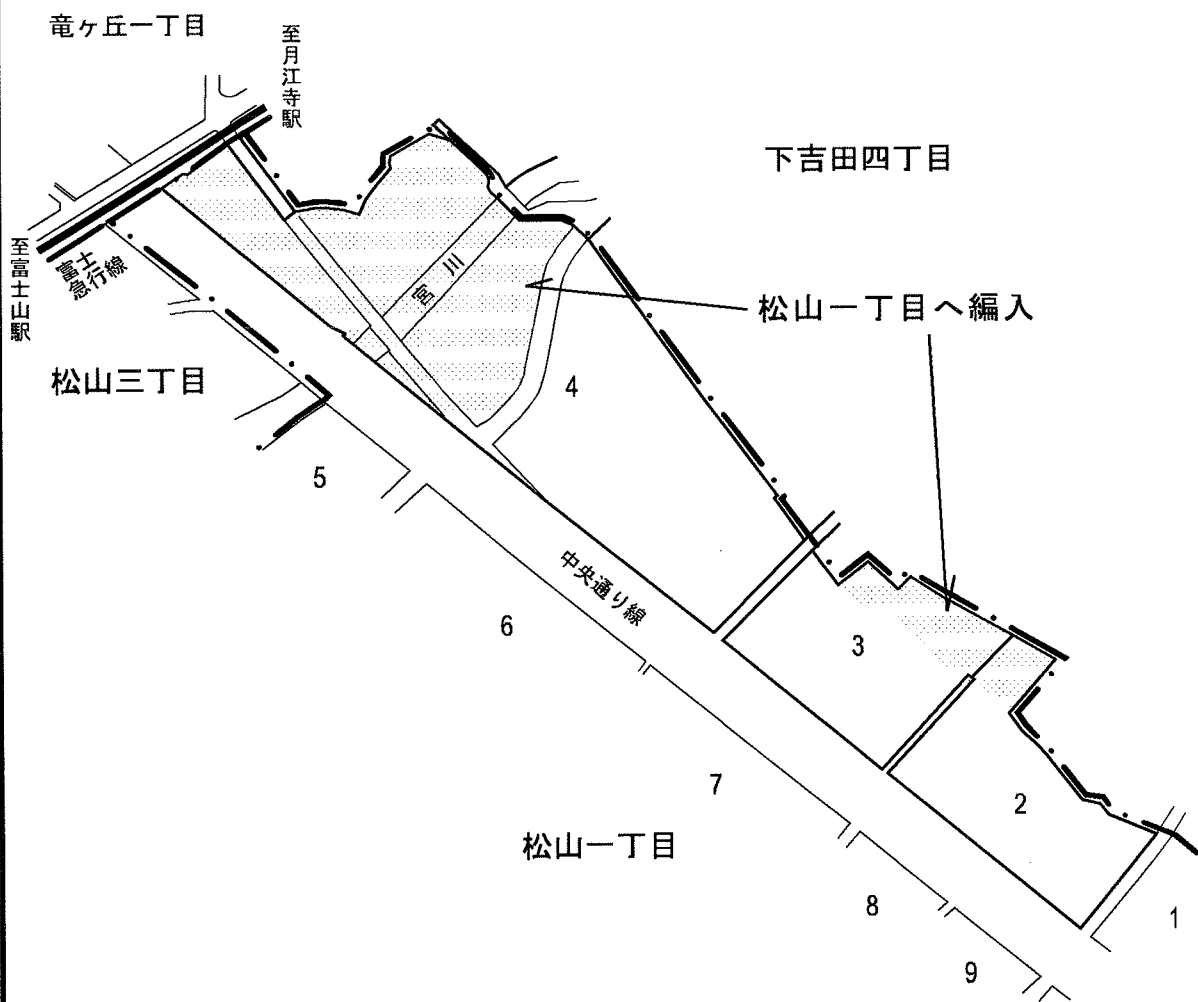 竜ヶ丘一丁目
至月江寺駅
下吉田四丁目
至富士山駅
富士
急行線
宮川
松山一丁目へ編入
松山三丁目
4
5
中央通り線
6
3
7
2
松山一丁目
8
1
9